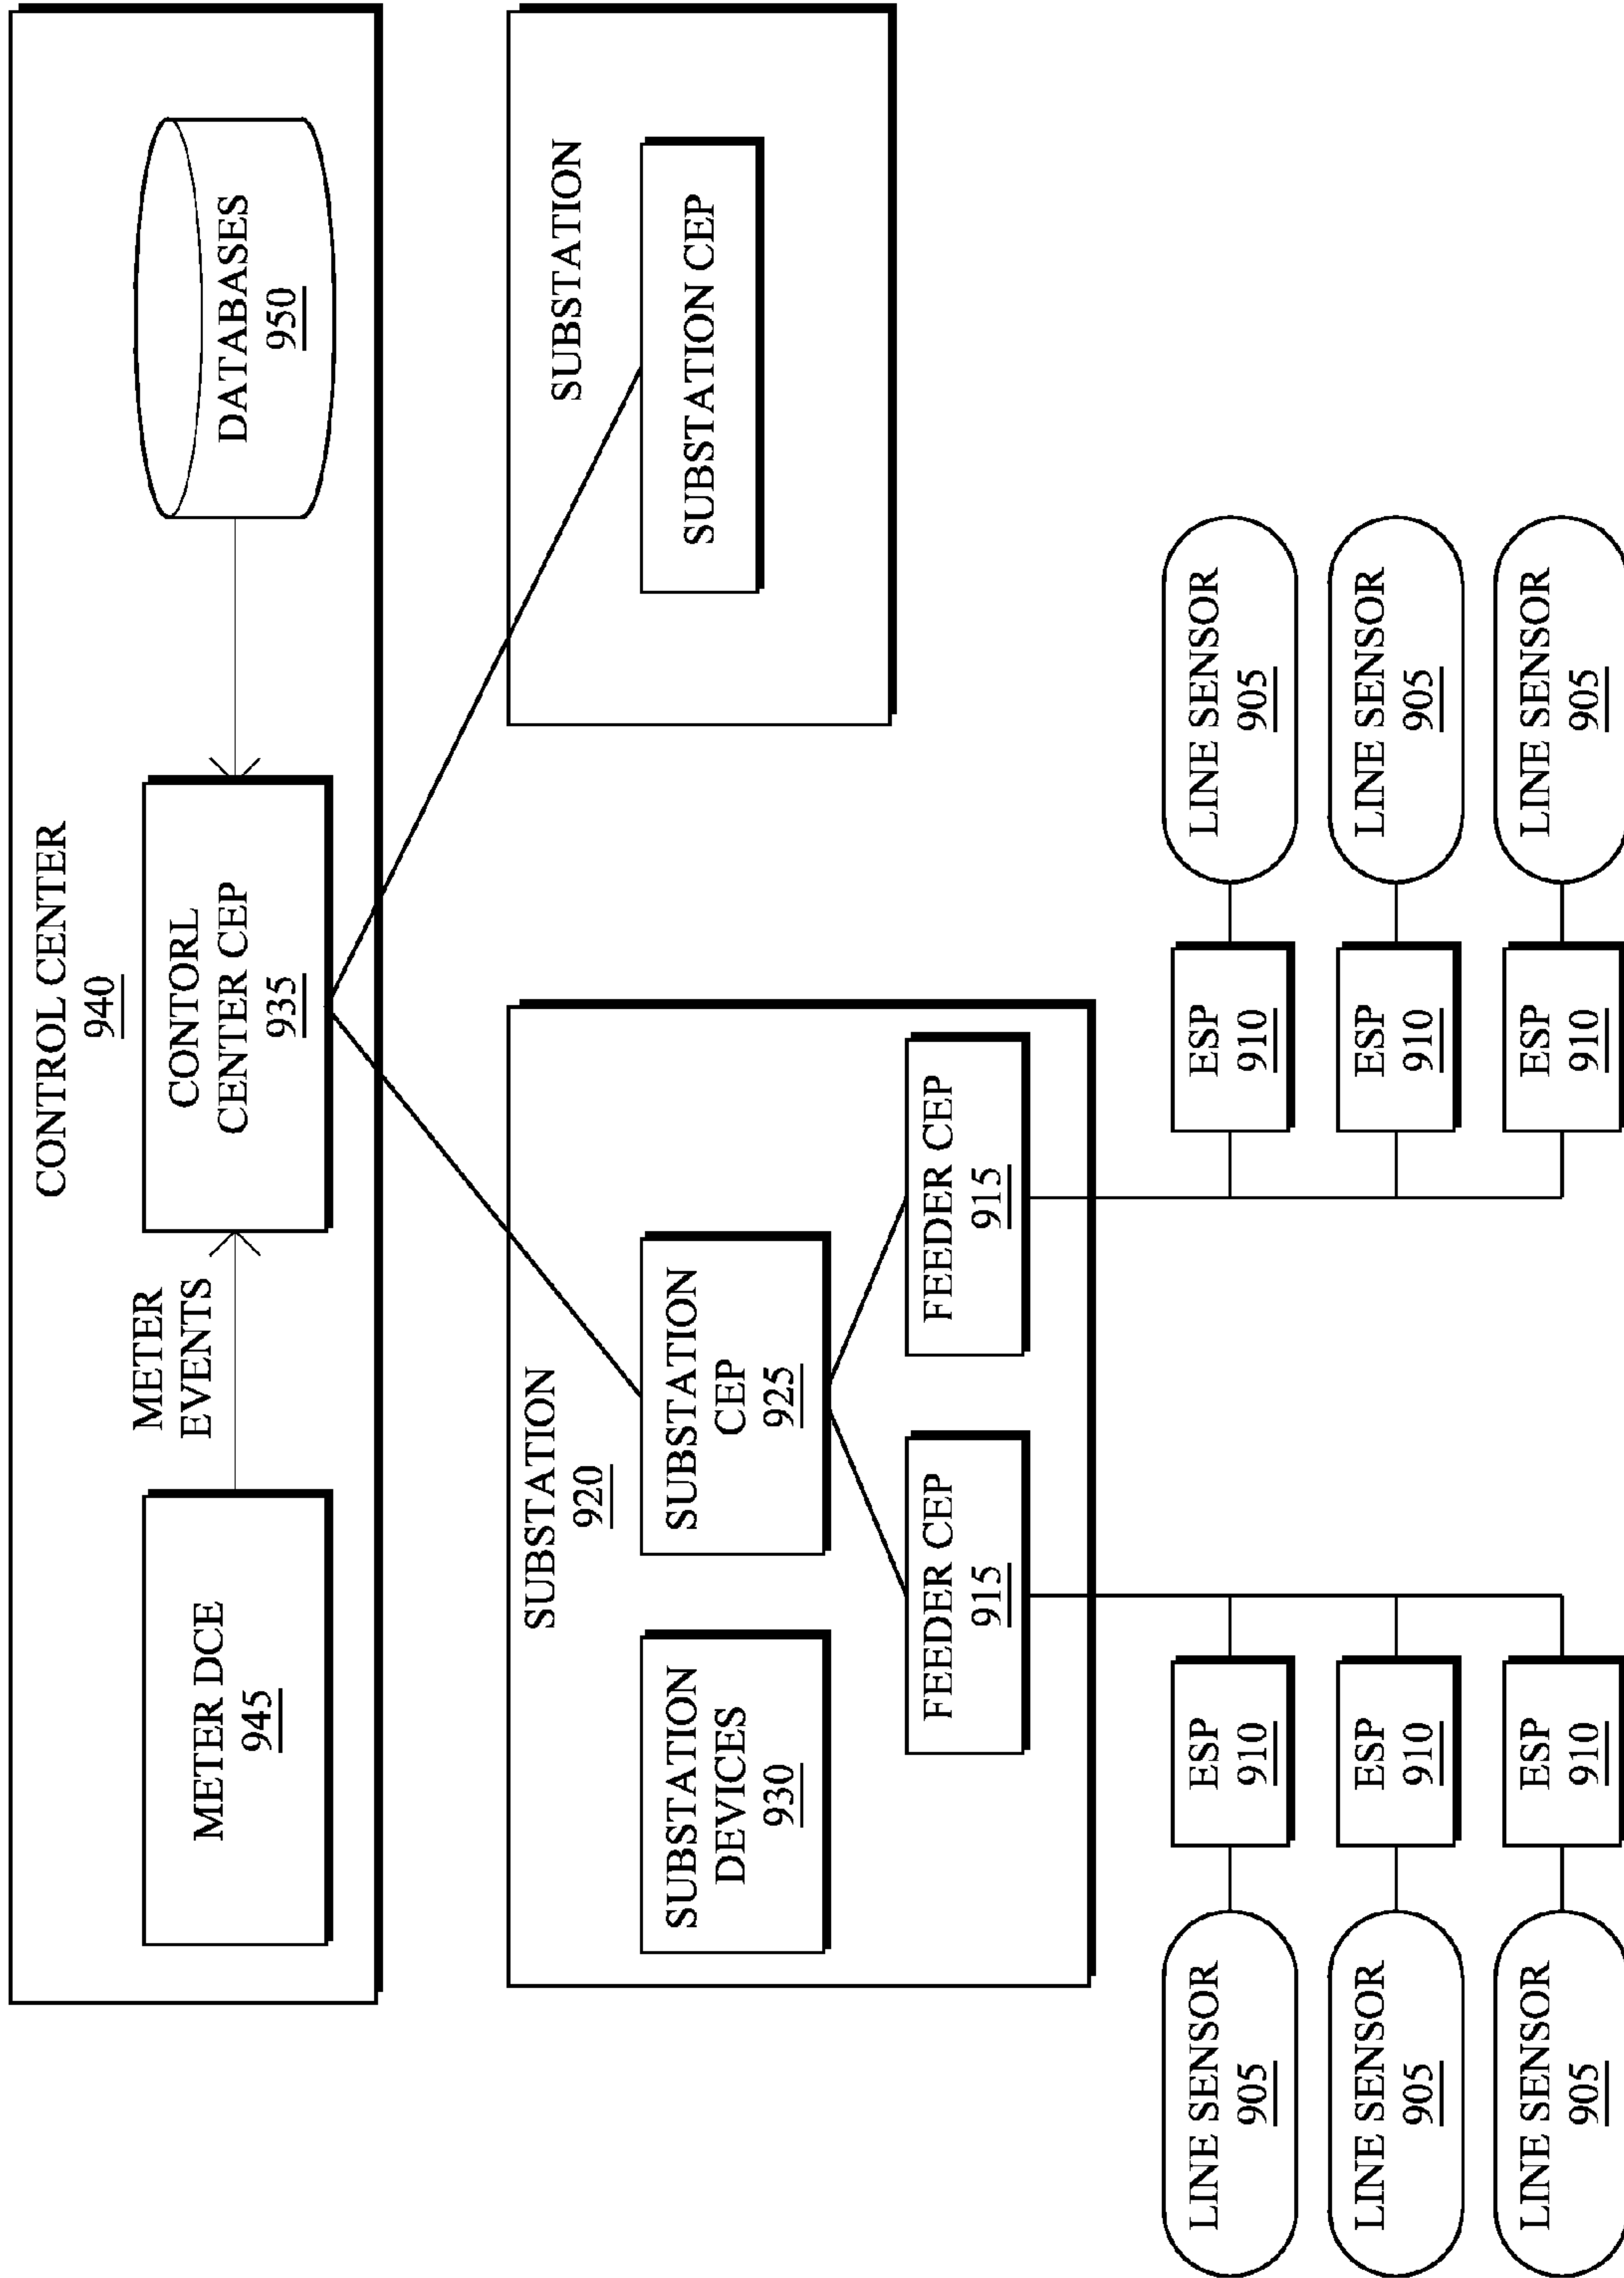 CONTROL CENTER
940
METER DCE
945
METER
EVENTS
CONTORL
CENTER CEP
935
DATABASES
950
SUBSTATION
920
SUBSTATION
DEVICES
930
SUBSTATION
CEP
925
FEEDER CEP
915
FEEDER CEP
915
SUBSTATION
SUBSTATION CEP
LINE SENSOR
905
ESP
910
ESP
910
LINE SENSOR
905
LINE SENSOR
905
ESP
910
ESP
910
LINE SENSOR
905
LINE SENSOR
905
ESP
910
ESP
910
LINE SENSOR
905